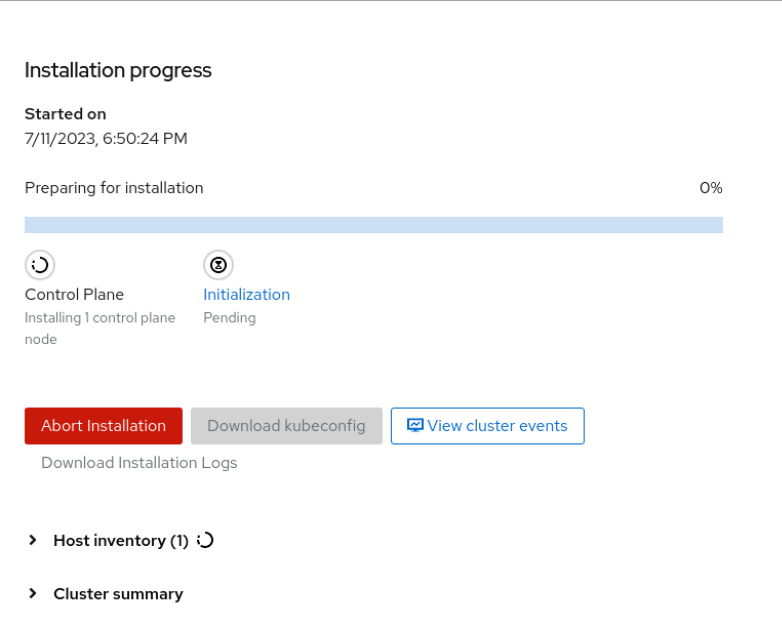 Installation progress
Started on
7/11/2023, 6:50:24 PM
Preparing for installation 0%
Control Plane
Installing 1 control plane
node
Initialization
Pending
Abort Installation
Download kubeconfig
View cluster events
Download Installation Logs
Host inventory (1)
Cluster summary